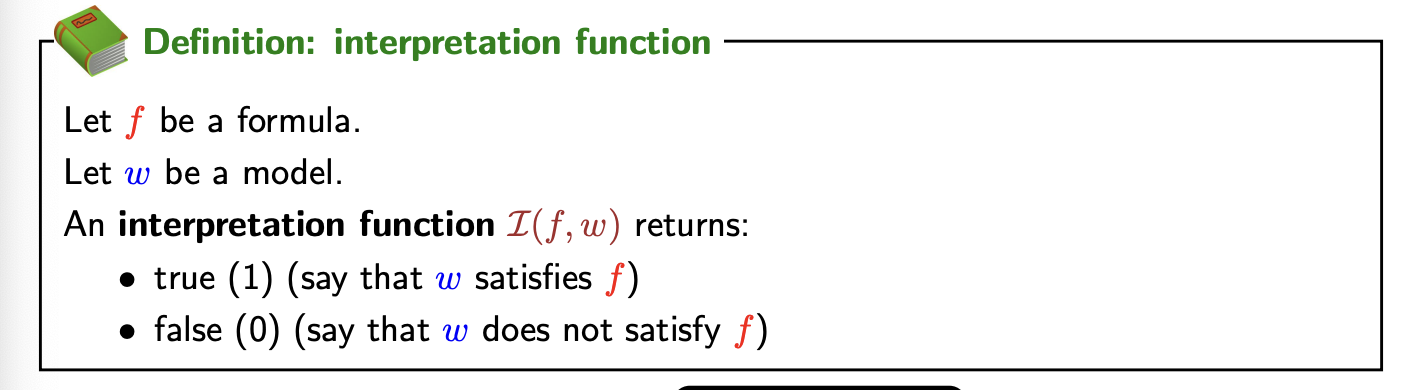 Definition: interpretation function
Let f be a formula.
Let w be a model.
An interpretation function 𝓘(f, w) returns:
• true (1) (say that w satisfies f)
• false (0) (say that w does not satisfy f)